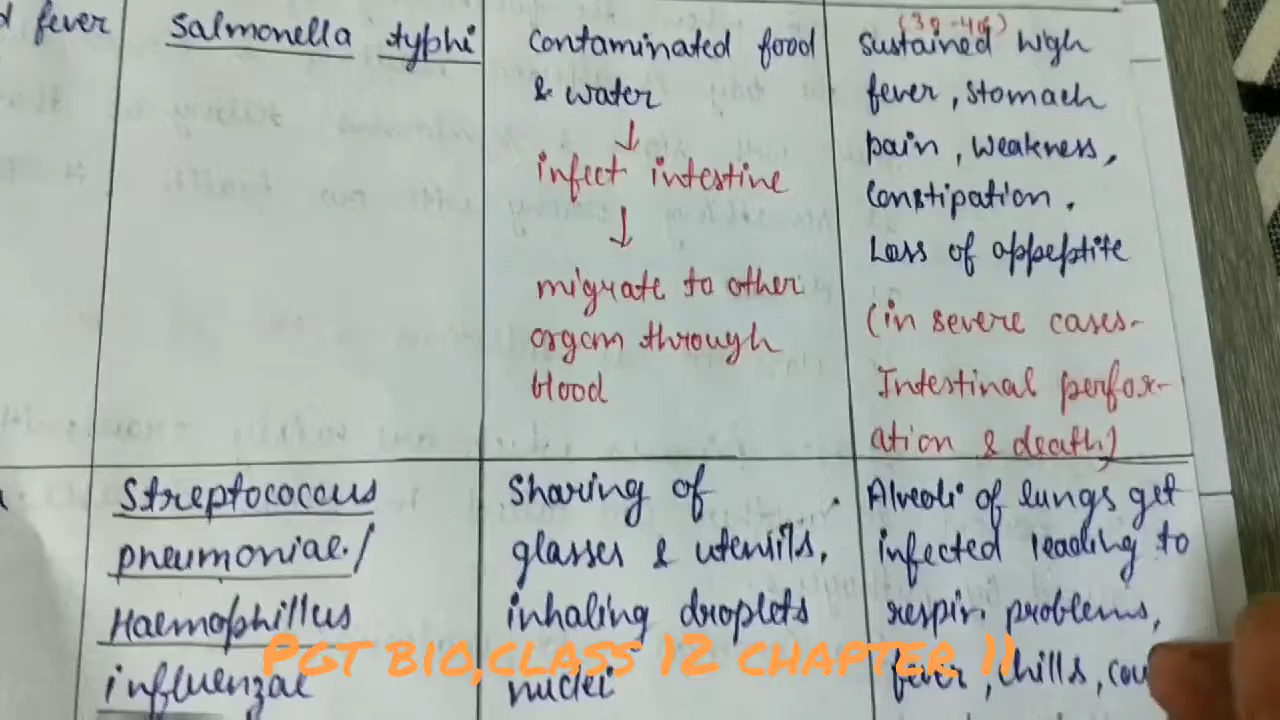 d fever
Salmonella typhi
Contaminated food
& water
↓
infect intestine
↓
migrate to other
organ through
blood
Sustained high
fever, stomach
pain, weakness,
Constipation.
Loss of appeptite
(in severe cases-
Intestinal perfor-
ation & death)
Streptococcus
pneumoniae/
Haemophillus
influenzae
Sharing of
glasses & utensils,
inhaling droplets
nuclei
Alveoli of lungs get
infected leading to
respir. problems,
fever, chills, cou
PGT BIO,CLASS 12 CHAPTER 11